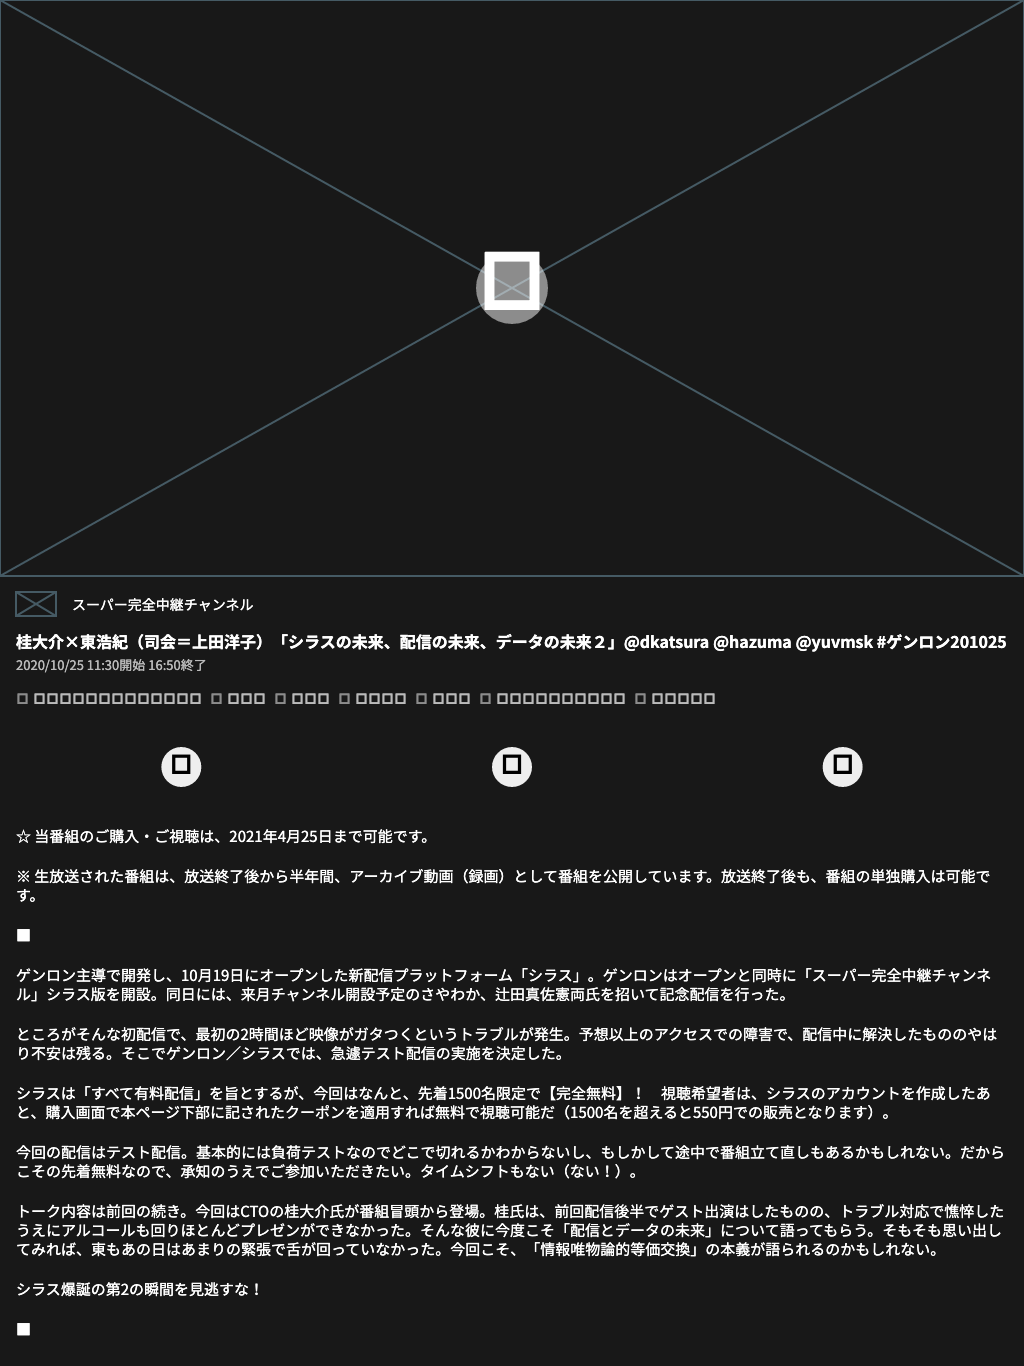 スーパー完全中継チャンネル
桂大介×東浩紀（司会＝上田洋子）「シラスの未来、配信の未来、データの未来２」@dkatsura @hazuma @yuvmsk #ゲンロン201025
2020/10/25 11:30開始 16:50終了
☆ 当番組のご購入・ご視聴は、2021年4月25日まで可能です。
※ 生放送された番組は、放送終了後から半年間、アーカイブ動画（録画）として番組を公開しています。放送終了後も、番組の単独購入は可能で
す。
■
ゲンロン主導で開発し、10月19日にオープンした新配信プラットフォーム「シラス」。ゲンロンはオープンと同時に「スーパー完全中継チャンネ
ル」シラス版を開設。同日には、来月チャンネル開設予定のさやわか、辻田真佐憲両氏を招いて記念配信を行った。
ところがそんな初配信で、最初の2時間ほど映像がガタつくというトラブルが発生。予想以上のアクセスでの障害で、配信中に解決したもののやは
り不安は残る。そこでゲンロン／シラスでは、急遽テスト配信の実施を決定した。
シラスは「すべて有料配信」を旨とするが、今回はなんと、先着1500名限定で【完全無料】！　視聴希望者は、シラスのアカウントを作成したあ
と、購入画面で本ページ下部に記されたクーポンを適用すれば無料で視聴可能だ（1500名を超えると550円での販売となります）。
今回の配信はテスト配信。基本的には負荷テストなのでどこで切れるかわからないし、もしかして途中で番組立て直しもあるかもしれない。だから
こその先着無料なので、承知のうえでご参加いただきたい。タイムシフトもない（ない！）。
トーク内容は前回の続き。今回はCTOの桂大介氏が番組冒頭から登場。桂氏は、前回配信後半でゲスト出演はしたものの、トラブル対応で憔悴した
うえにアルコールも回りほとんどプレゼンができなかった。そんな彼に今度こそ「配信とデータの未来」について語ってもらう。そもそも思い出し
てみれば、東もあの日はあまりの緊張で舌が回っていなかった。今回こそ、「情報唯物論的等価交換」の本義が語られるのかもしれない。
シラス爆誕の第2の瞬間を見逃すな！
■